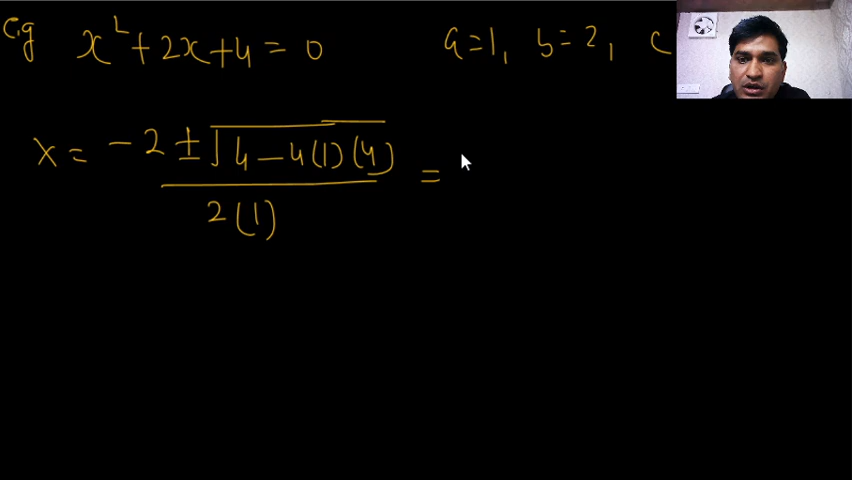 e.g x² + 2x + 4 = 0 a = 1, b = 2, c
x = -2 ± √4 - 4(1)(4) / 2(1) =